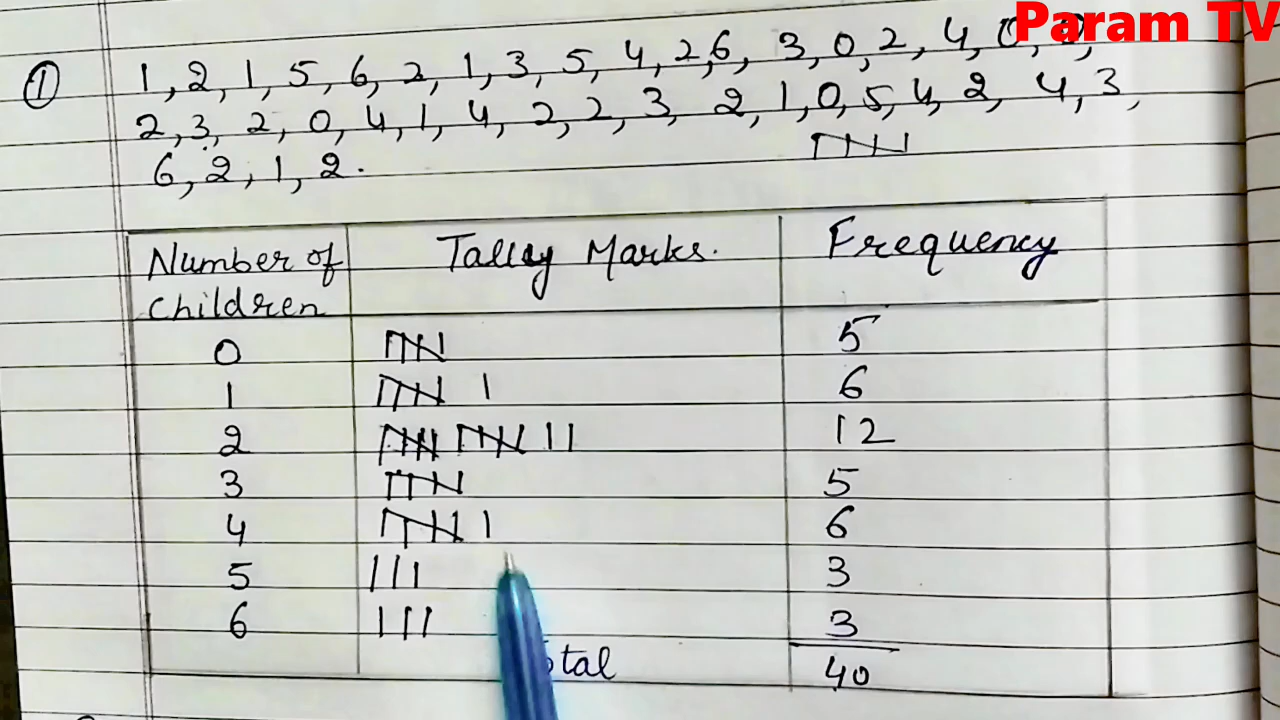 Param TV
① 1, 2, 1, 5, 6, 2, 1, 3, 5, 4, 2, 6, 3, 0, 2, 4, 0, 0,
2, 3, 2, 0, 4, 1, 4, 2, 2, 3, 2, 1, 0, 5, 4, 2, 4, 3,
6, 2, 1, 2.
Number of Tally Marks. Frequency
Children
0 5
1 6
2 12
3 5
4 6
5 3
6 3
40